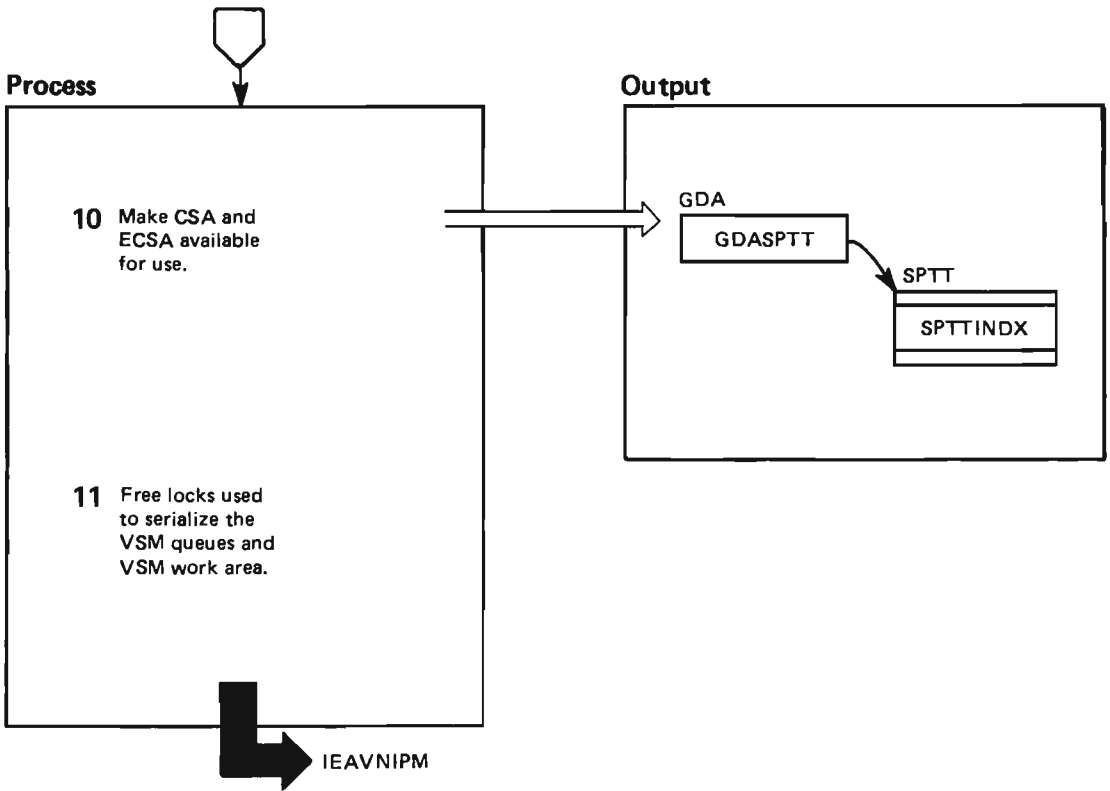 Process
10 Make CSA and
ECSA available
for use.
11 Free locks used
to serialize the
VSM queues and
VSM work area.
IEAVNIPM
Output
GDA
GDASPTT
SPTT
SPTTINDX